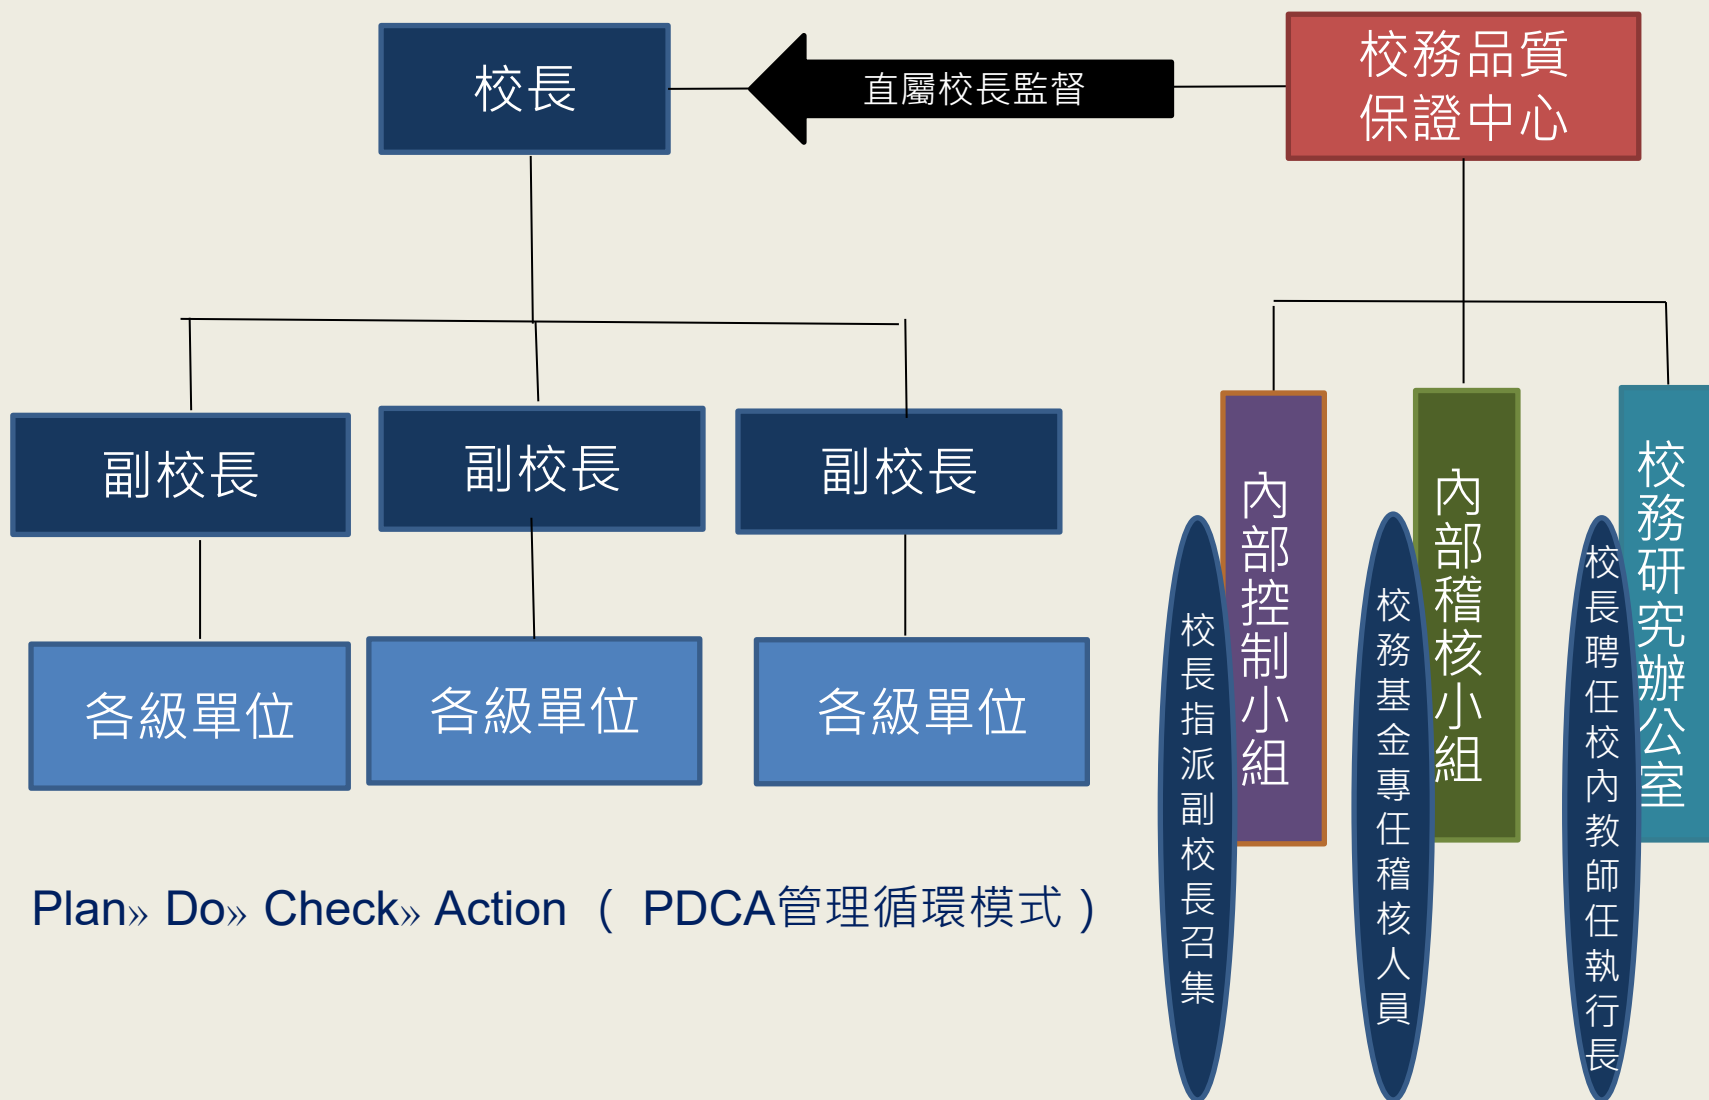 校長
直屬校長監督
校務品質
保證中心
副校長
副校長
副校長
各級單位
各級單位
各級單位
內部控制小組
內部稽核小組
校務研究辦公室
校長指派副校長召集
校務基金專任稽核人員
校長聘任校內教師任執行長
Plan» Do» Check» Action （ PDCA管理循環模式）